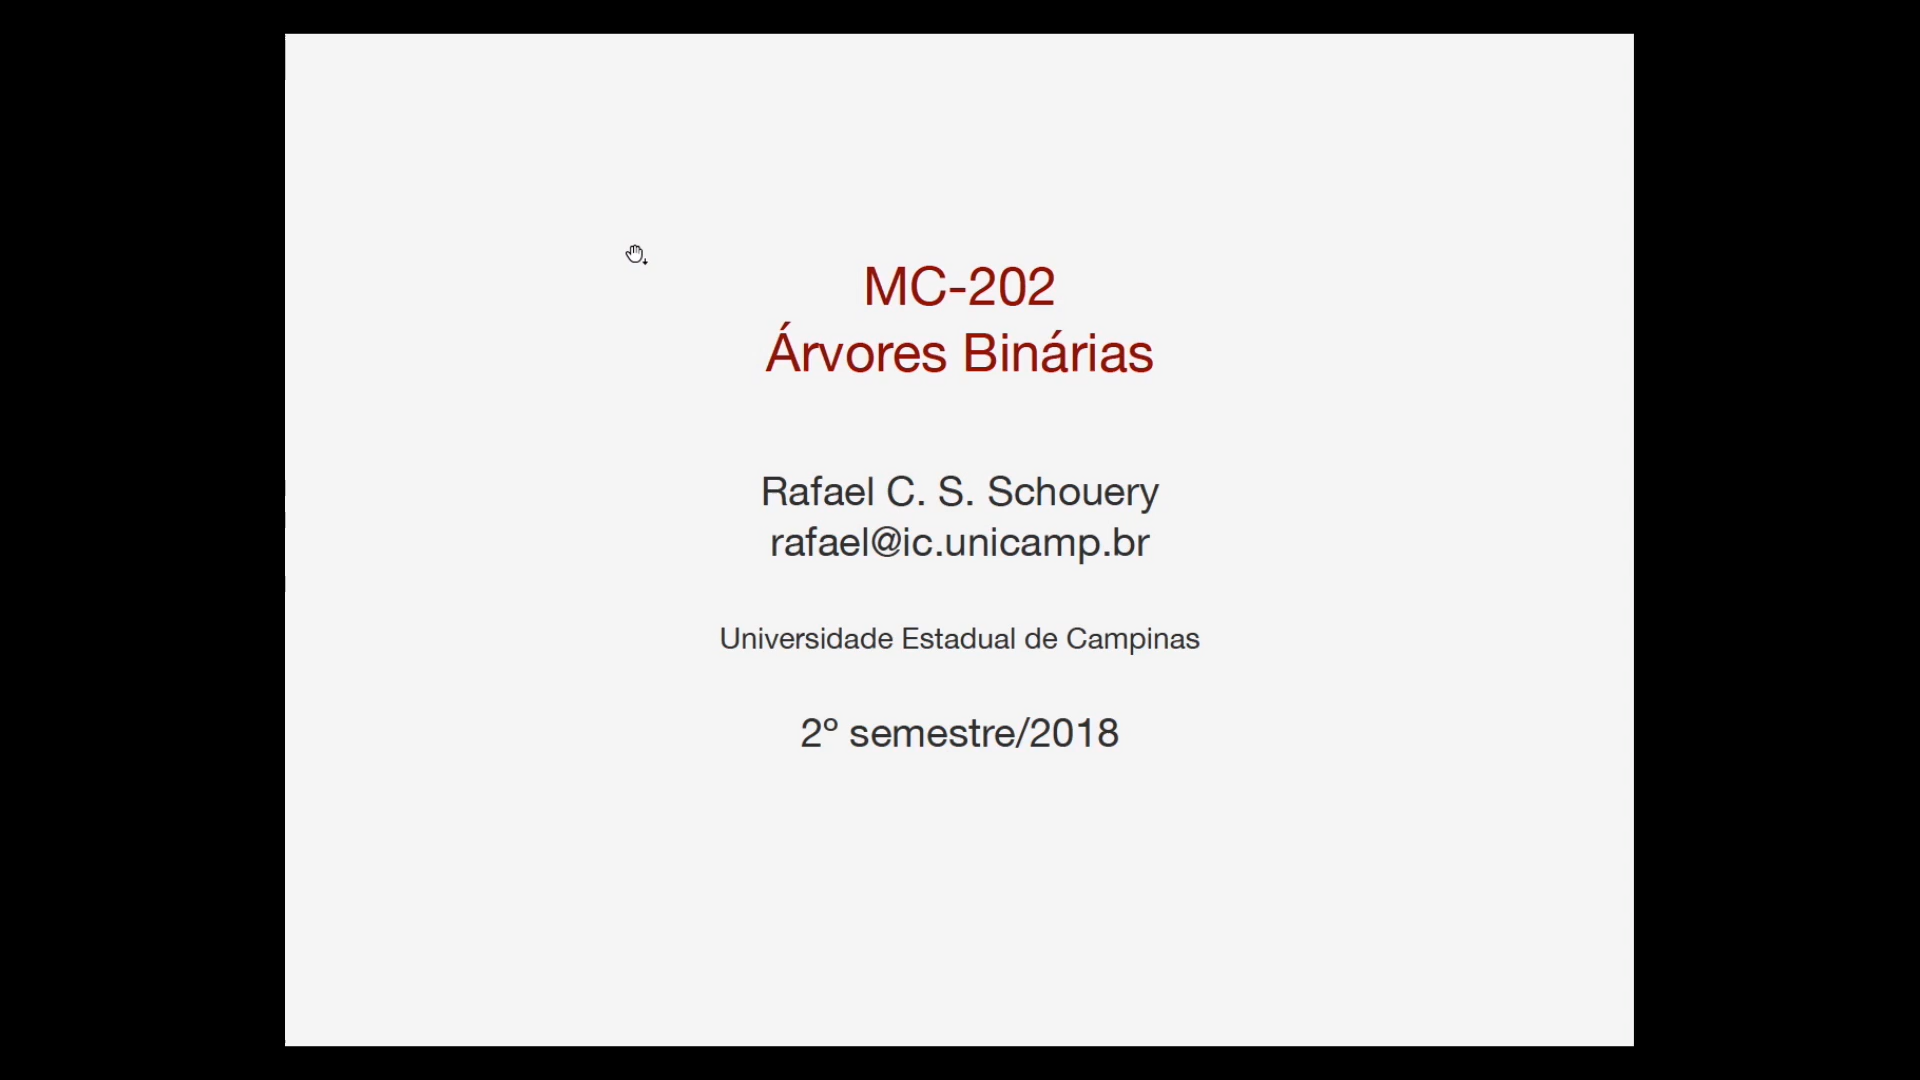 MC-202
Árvores Binárias
Rafael C. S. Schouery
rafael@ic.unicamp.br
Universidade Estadual de Campinas
2º semestre/2018